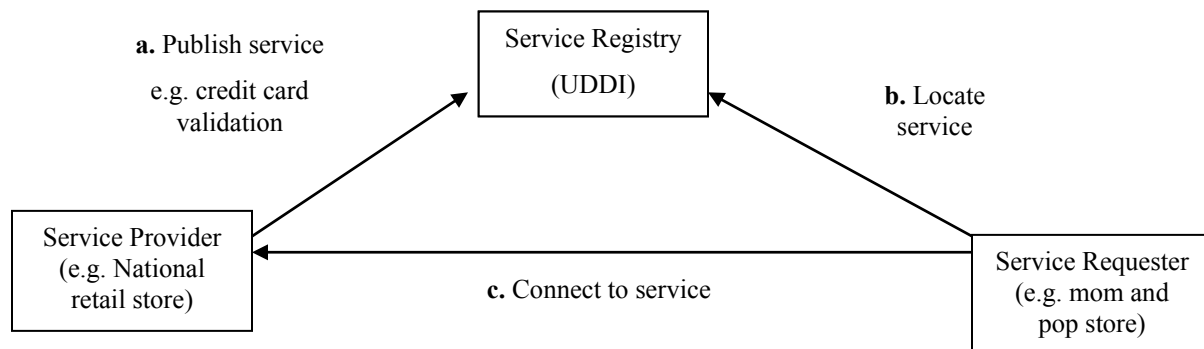 a. Publish service
e.g. credit card
validation
Service Registry
(UDDI)
b. Locate
service
Service Provider
(e.g. National
retail store)
c. Connect to service
Service Requester
(e.g. mom and
pop store)